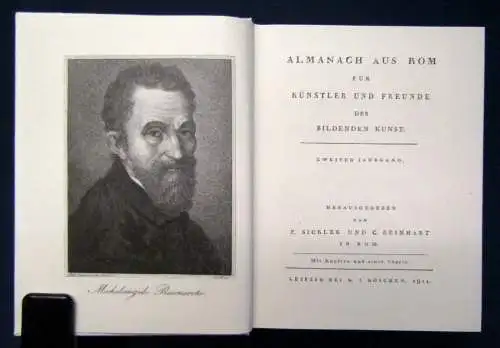 Michelangelo Buonarotti
ALMANACH AUS ROM
FÜR
KÜNSTLER UND FREUNDE
DER
BILDENDEN KUNST.
ZWEITER JAHRGANG.
HERAUSGEGEBEN
VON
F. SICKLER UND C. REINHART
IN ROM.
Mit Kupfern und einer Charte.
LEIPZIG BEI G. J. GÖSCHEN, 1811.